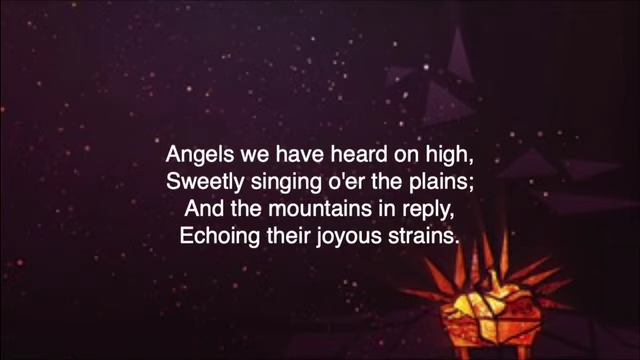 Angels we have heard on high,
Sweetly singing o'er the plains;
And the mountains in reply,
Echoing their joyous strains.